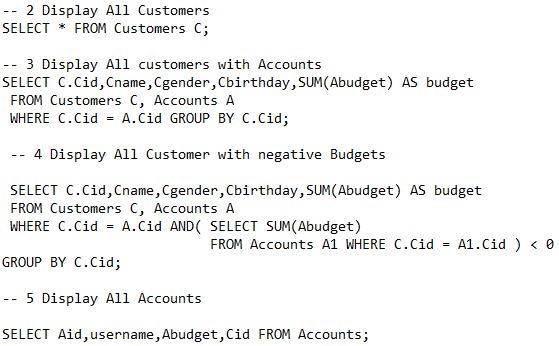 -- 2 Display All Customers
SELECT * FROM Customers C;
-- 3 Display All customers with Accounts
SELECT C.Cid,Cname,Cgender,Cbirthday,SUM(Abudget) AS budget
FROM Customers C, Accounts A
WHERE C.Cid = A.Cid GROUP BY C.Cid;
-- 4 Display All Customer with negative Budgets
SELECT C.Cid,Cname,Cgender,Cbirthday,SUM(Abudget) AS budget
FROM Customers C, Accounts A
WHERE C.Cid = A.Cid AND( SELECT SUM(Abudget)
FROM Accounts A1 WHERE C.Cid = A1.Cid ) < 0
GROUP BY C.Cid;
-- 5 Display All Accounts
SELECT Aid,username,Abudget,Cid FROM Accounts;